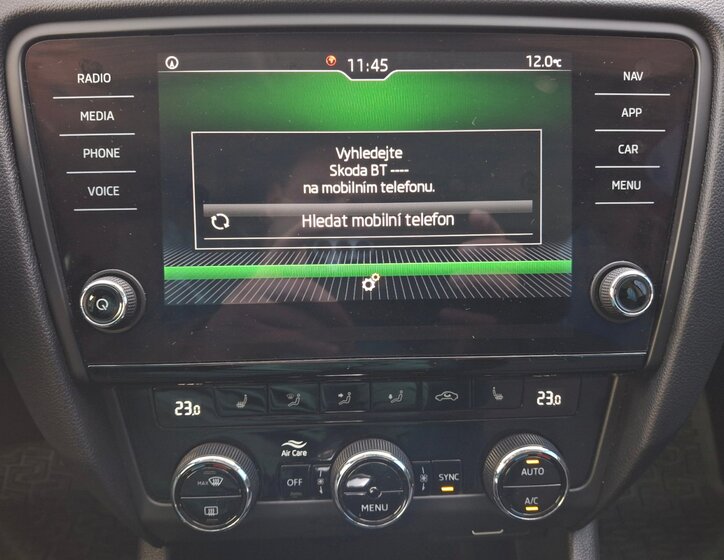 11:45
12.0°C
RADIO
MEDIA
PHONE
VOICE
NAV
APP
CAR
MENU
Vyhledejte
Skoda BT ----
na mobilním telefonu.
Hledat mobilní telefon
23.0
23.0
Air Care
MAX
OFF
MENU
SYNC
AUTO
A/C